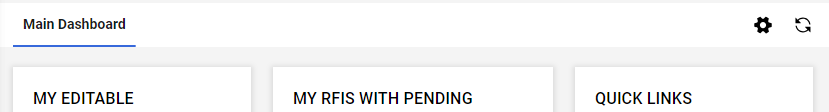 Main Dashboard
MY EDITABLE
MY RFIS WITH PENDING
QUICK LINKS